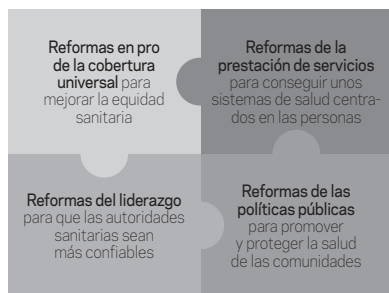 Reformas en pro
de la cobertura
universal para
mejorar la equidad
sanitaria
Reformas de la
prestación de servicios
para conseguir unos
sistemas de salud centra-
dos en las personas
Reformas del liderazgo
para que las autoridades
sanitarias sean
más confiables
Reformas de las
políticas públicas
para promover
y proteger la salud
de las comunidades